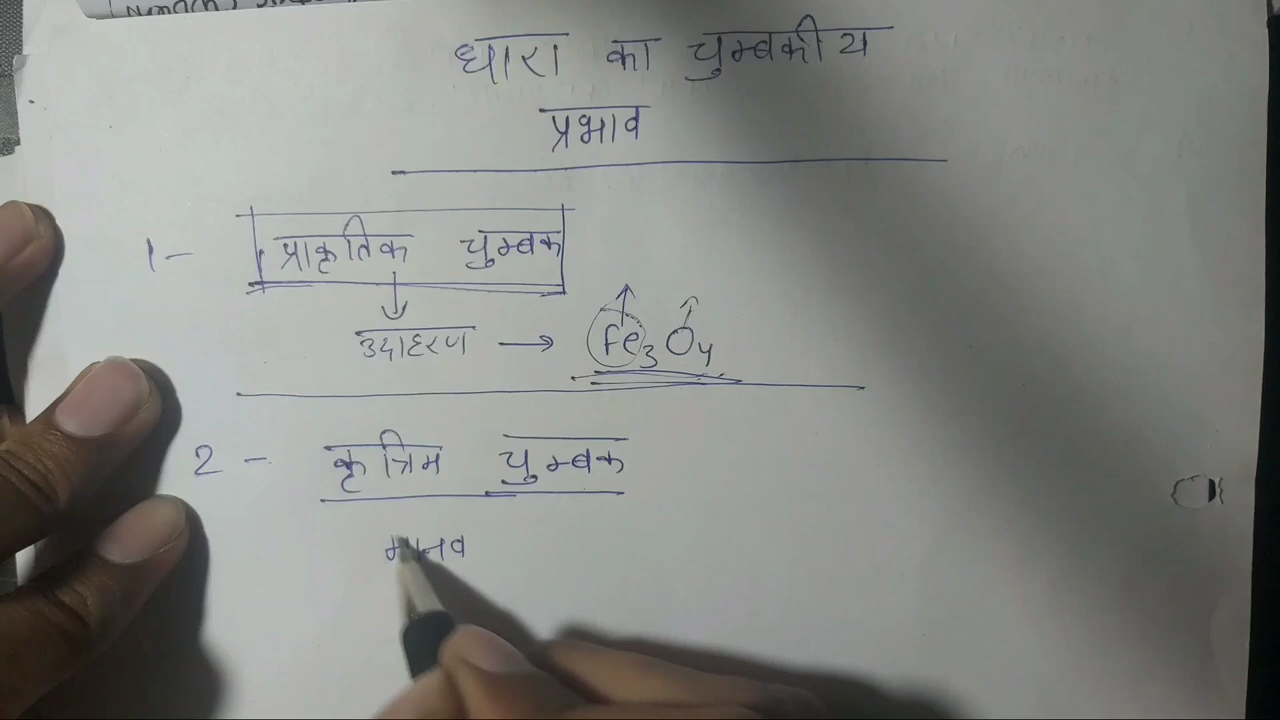 धारा का चुम्बकीय
प्रभाव
1- प्राकृतिक चुम्बक
उदाहरण → Fe3O4
2- कृत्रिम चुम्बक
मानव